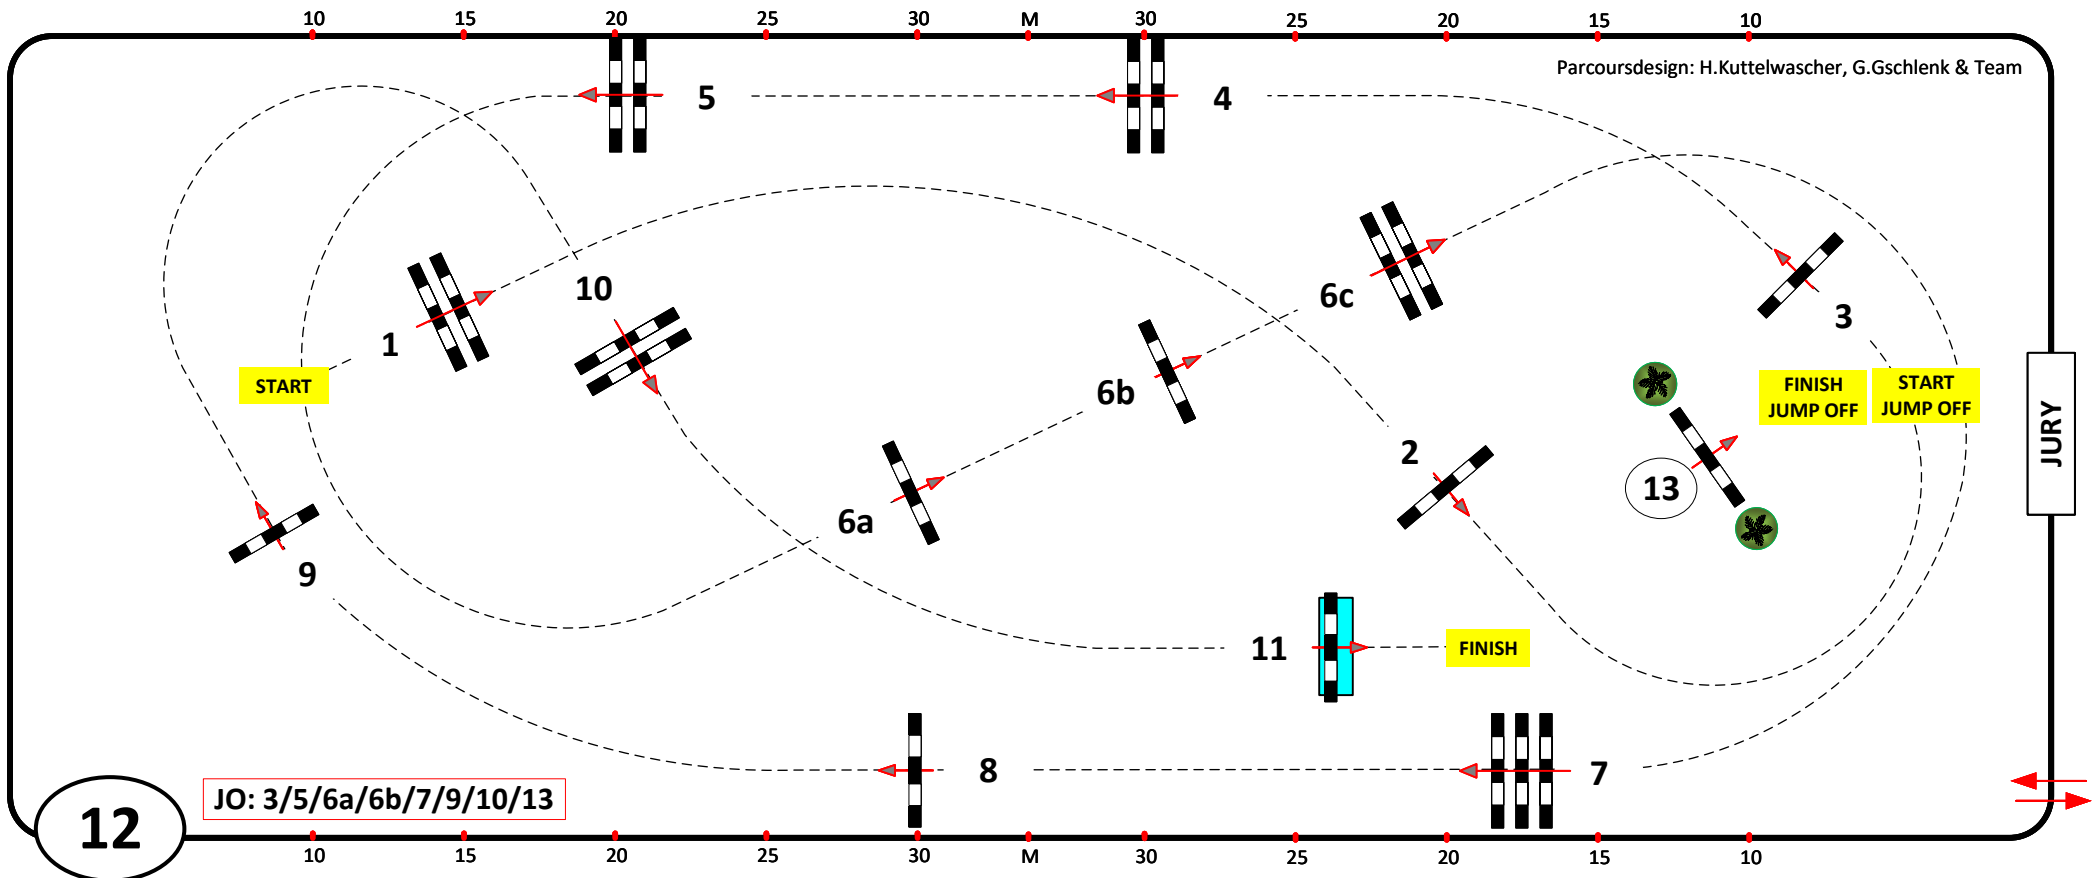 10 15 20 25 30 M 30 25 20 15 10
Parcoursdesign: H.Kuttelwascher, G.Gschlenk & Team
5
4
10
6c
3
1
START
6b
FINISH
JUMP OFF
START
JUMP OFF
JURY
2
13
6a
9
11
FINISH
8
7
JO: 3/5/6a/6b/7/9/10/13
12
10 15 20 25 30 M 30 25 20 15 10